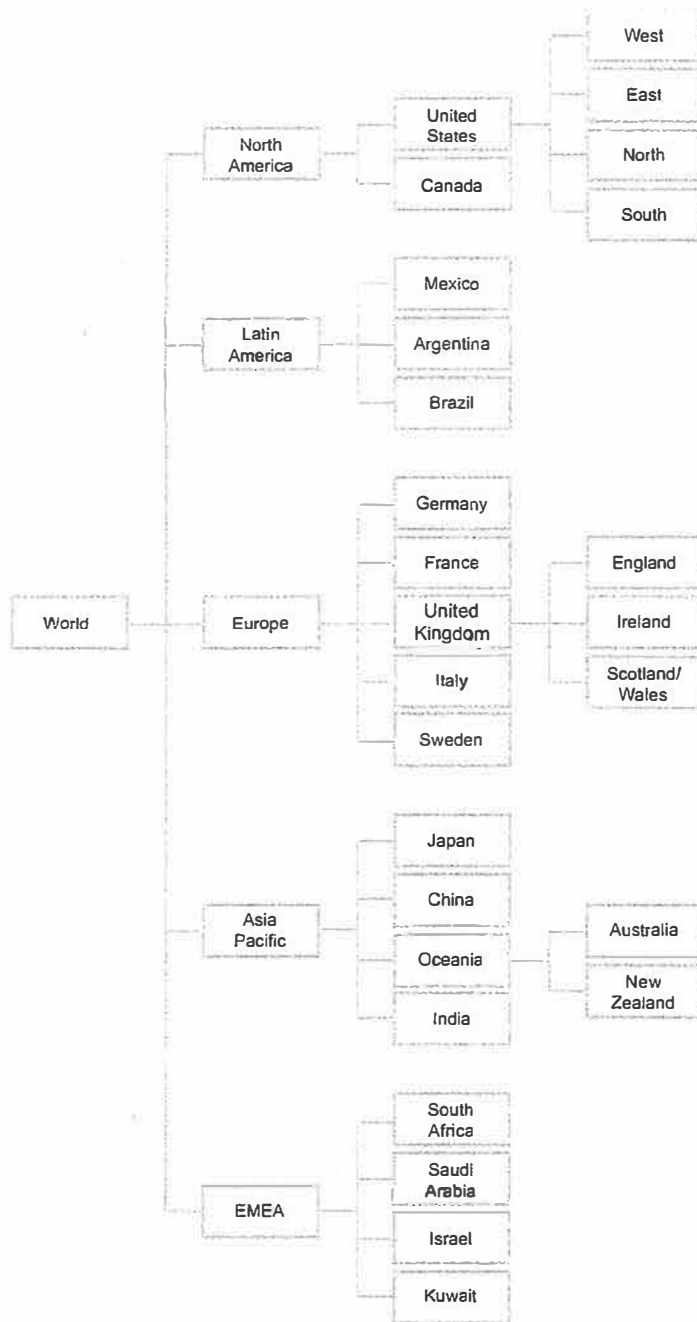 West
East
United
States
North
America
North
Canada
South
Mexico
Latin
America
Argentina
Brazil
Germany
France
England
World
Europe
United
Kingdom
Ireland
Italy
Scotland/
Wales
Sweden
Japan
China
Asia
Pacific
Australia
Oceania
New
Zealand
India
South
Africa
Saudi
Arabia
EMEA
Israel
Kuwait